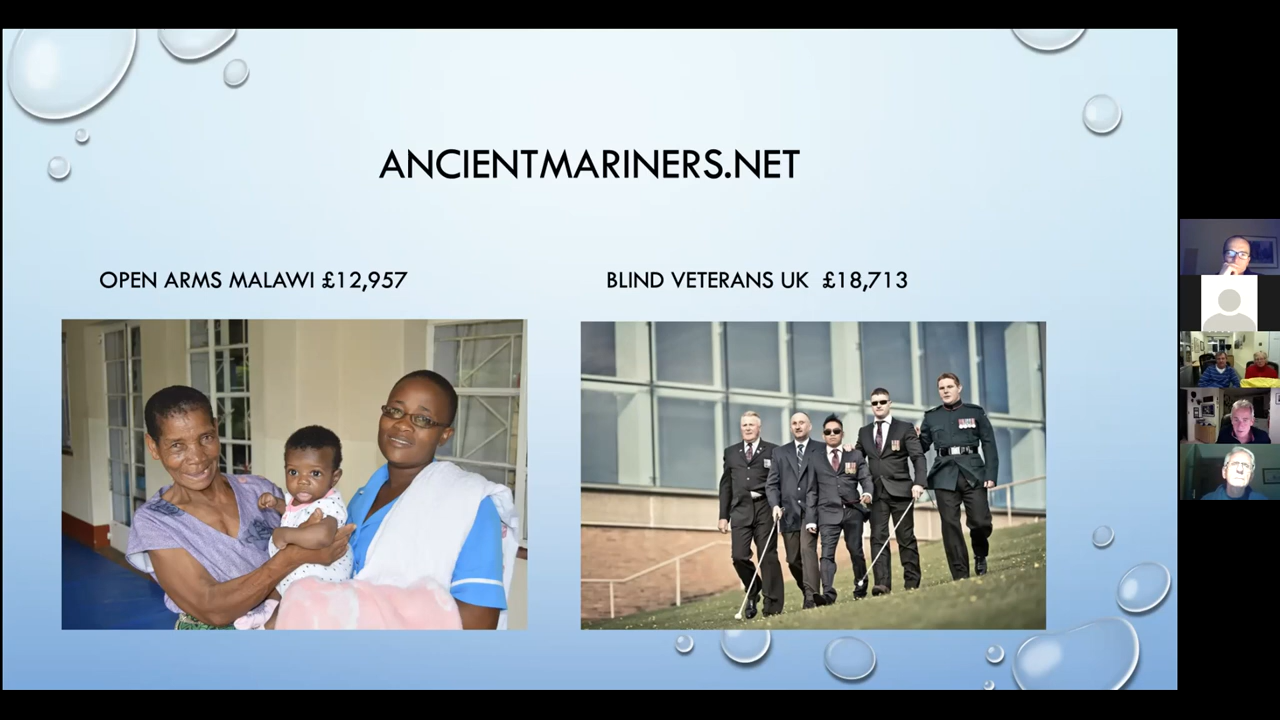 ANCIENTMARINERS.NET
OPEN ARMS MALAWI £12,957
BLIND VETERANS UK £18,713